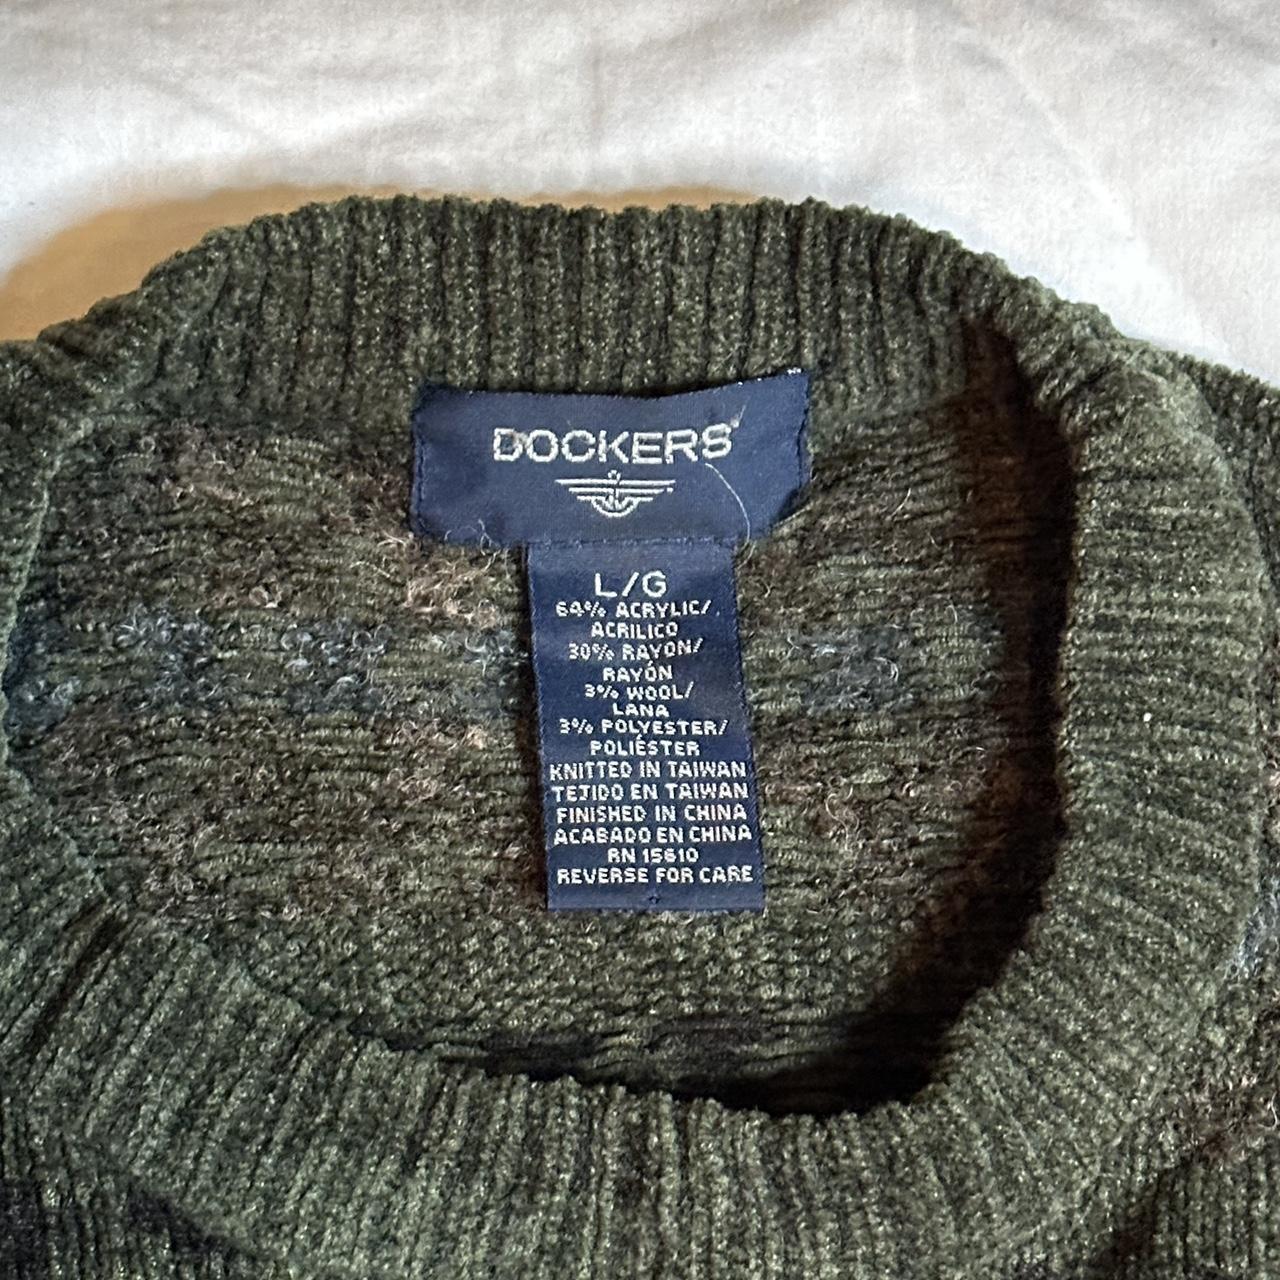 DOCKERS
L/G
64% ACRYLIC/
ACRILICO
30% RAYON/
RAYÓN
3% WOOL/
LANA
3% POLYESTER/
POLIÉSTER
KNITTED IN TAIWAN
TEJIDO EN TAIWAN
FINISHED IN CHINA
ACABADO EN CHINA
RN 15610
REVERSE FOR CARE